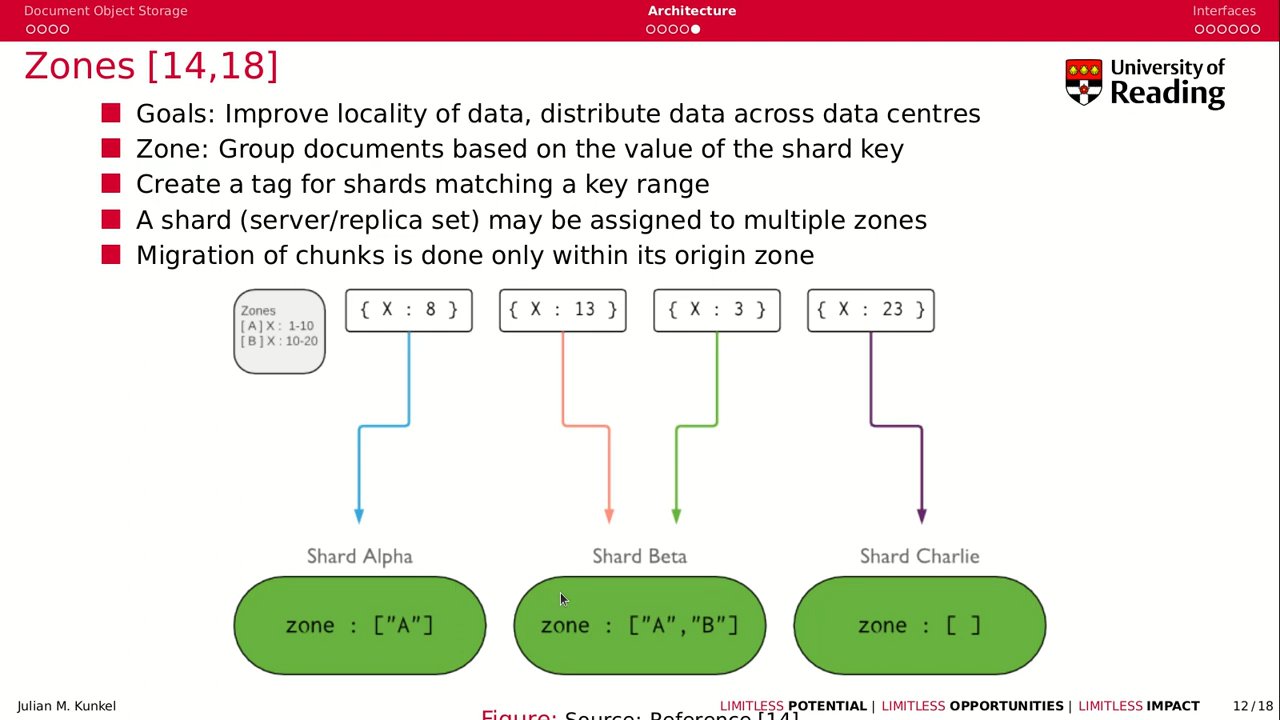 Document Object Storage
Architecture
Interfaces
Zones [14,18]
University of
Reading
Goals: Improve locality of data, distribute data across data centres
Zone: Group documents based on the value of the shard key
Create a tag for shards matching a key range
A shard (server/replica set) may be assigned to multiple zones
Migration of chunks is done only within its origin zone
Zones
[ A ] X : 1-10
[ B ] X : 10-20
{ X : 8 }
{ X : 13 }
{ X : 3 }
{ X : 23 }
Shard Alpha
Shard Beta
Shard Charlie
zone : ["A"]
zone : ["A","B"]
zone : [ ]
Figure: Source: Reference [14]
Julian M. Kunkel
LIMITLESS POTENTIAL | LIMITLESS OPPORTUNITIES | LIMITLESS IMPACT
12 / 18